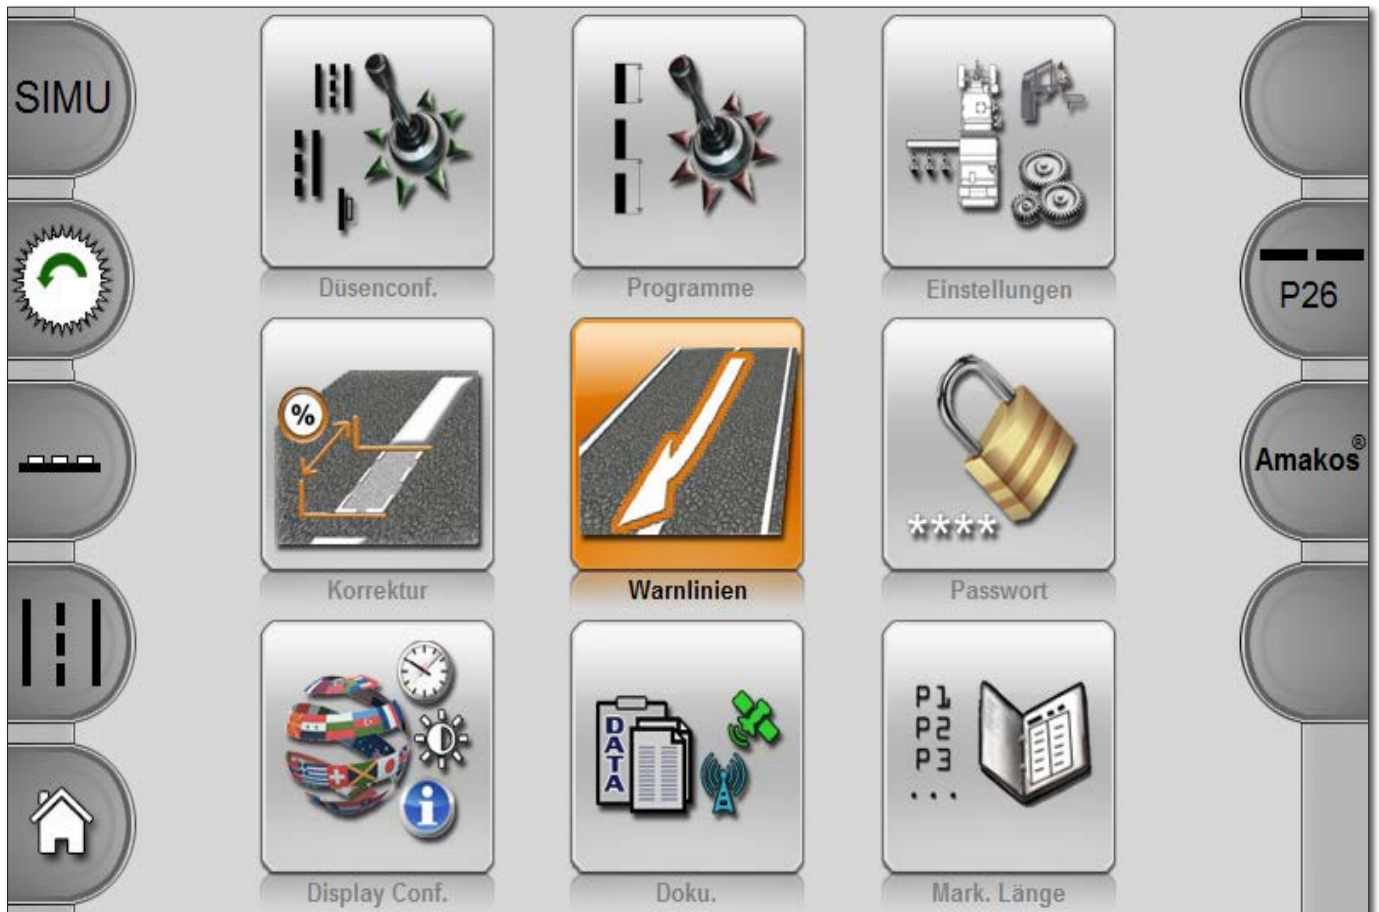 SIMU
Düsenconf.
Programme
Einstellungen
P26
%
Korrektur
Warnlinien
****
Passwort
Amakos®
Display Conf.
DATA
Doku.
P1
P2
P3
...
Mark. Länge